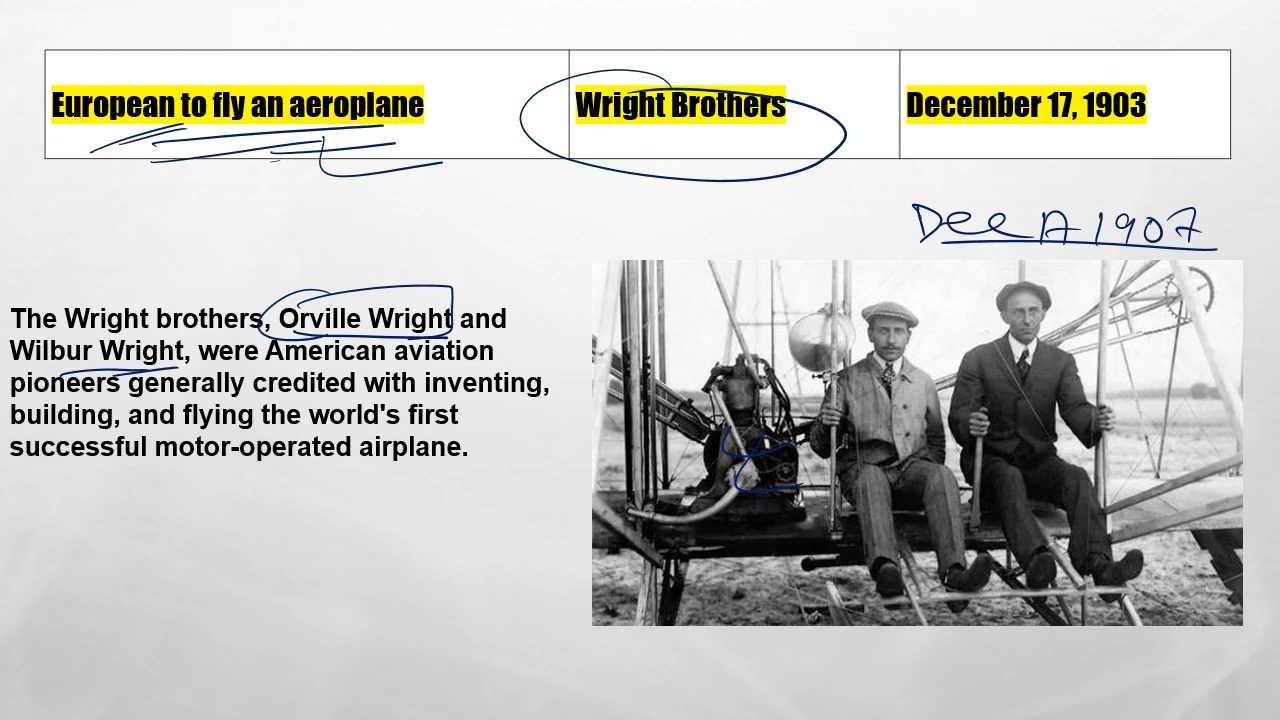 European to fly an aeroplane
Wright Brothers
December 17, 1903
Dec 17 1907
The Wright brothers, Orville Wright and
Wilbur Wright, were American aviation
pioneers generally credited with inventing,
building, and flying the world's first
successful motor-operated airplane.